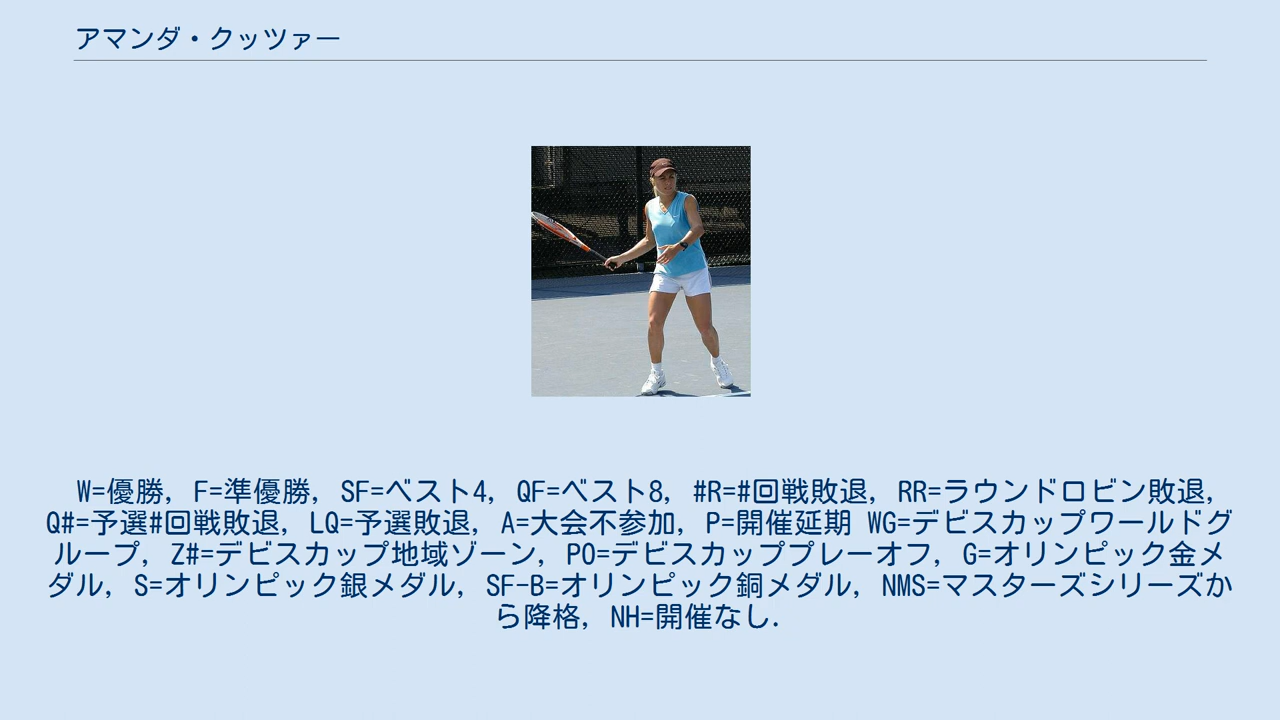 アマンダ・クッツァー
W=優勝, F=準優勝, SF=ベスト4, QF=ベスト8, #R=#回戦敗退, RR=ラウンドロビン敗退,
Q#=予選#回戦敗退, LQ=予選敗退, A=大会不参加, P=開催延期 WG=デビスカップワールドグ
ループ, Z#=デビスカップ地域ゾーン, PO=デビスカッププレーオフ, G=オリンピック金メ
ダル, S=オリンピック銀メダル, SF-B=オリンピック銅メダル, NMS=マスターズシリーズか
ら降格, NH=開催なし.